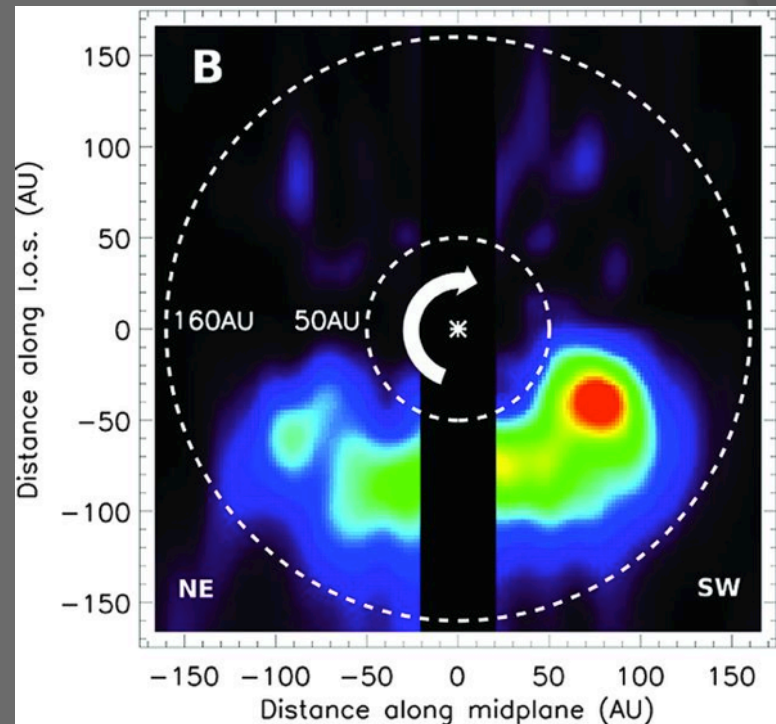 B
150
100
50
0
−50
−100
−150
Distance along l.o.s. (AU)
160AU 50AU
NE SW
−150 −100 −50 0 50 100 150
Distance along midplane (AU)